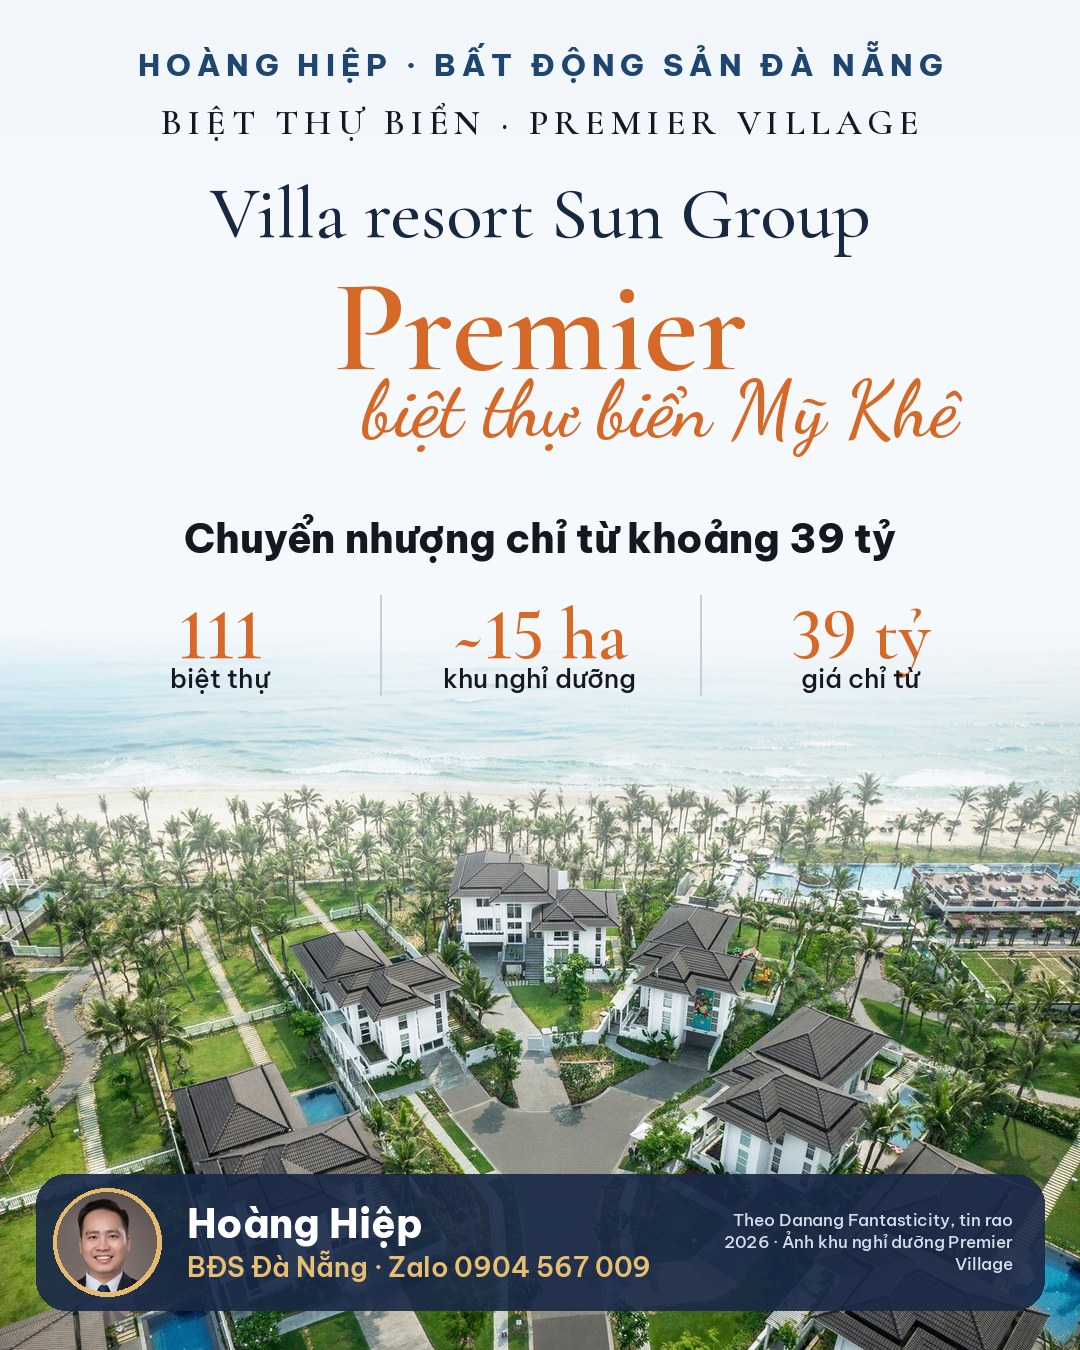 HOÀNG HIỆP · BẤT ĐỘNG SẢN ĐÀ NẴNG
BIỆT THỰ BIỂN · PREMIER VILLAGE
Villa resort Sun Group
Premier
biệt thự biển Mỹ Khê
Chuyển nhượng chỉ từ khoảng 39 tỷ
111
biệt thự
~15 ha
khu nghỉ dưỡng
39 tỷ
giá chỉ từ
Hoàng Hiệp
BĐS Đà Nẵng · Zalo 0904 567 009
Theo Danang Fantasticity, tin rao
2026 · Ảnh khu nghỉ dưỡng Premier
Village